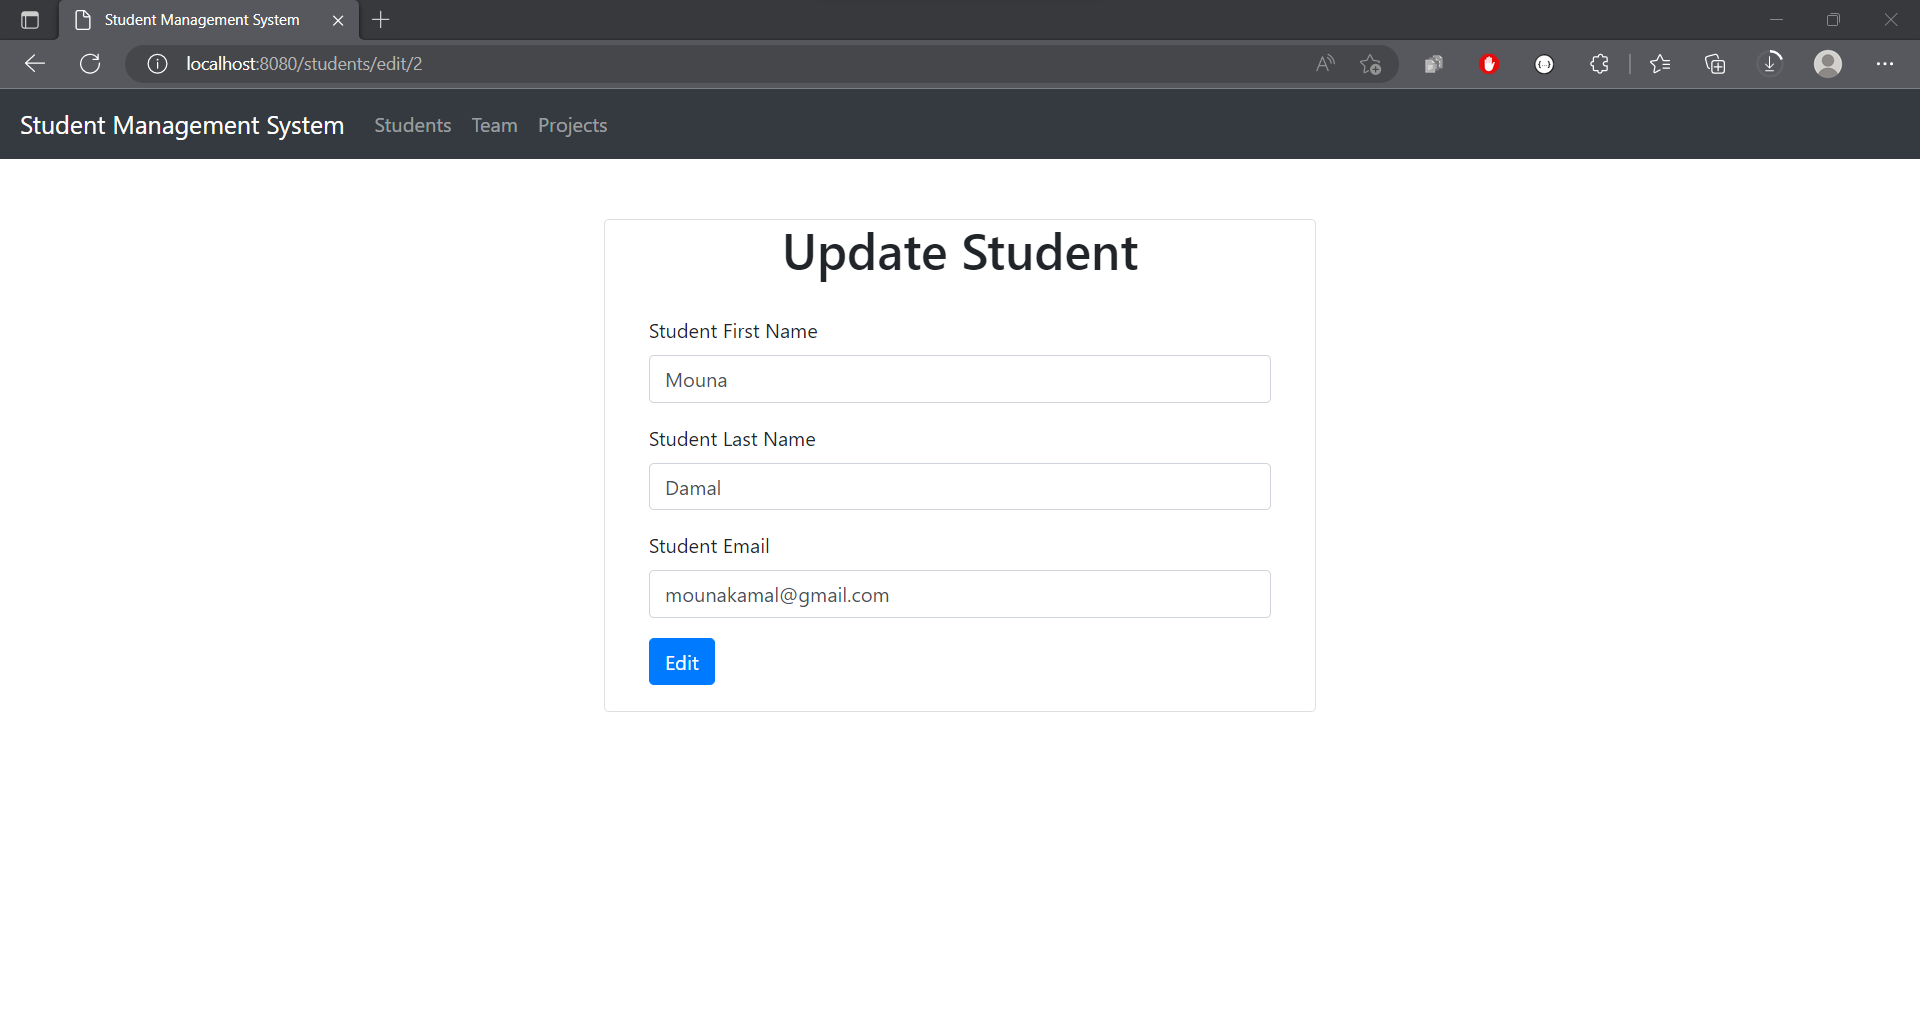 Student Management System
localhost:8080/students/edit/2
Student Management System Students Team Projects
Update Student
Student First Name
Mouna
Student Last Name
Damal
Student Email
mounakamal@gmail.com
Edit